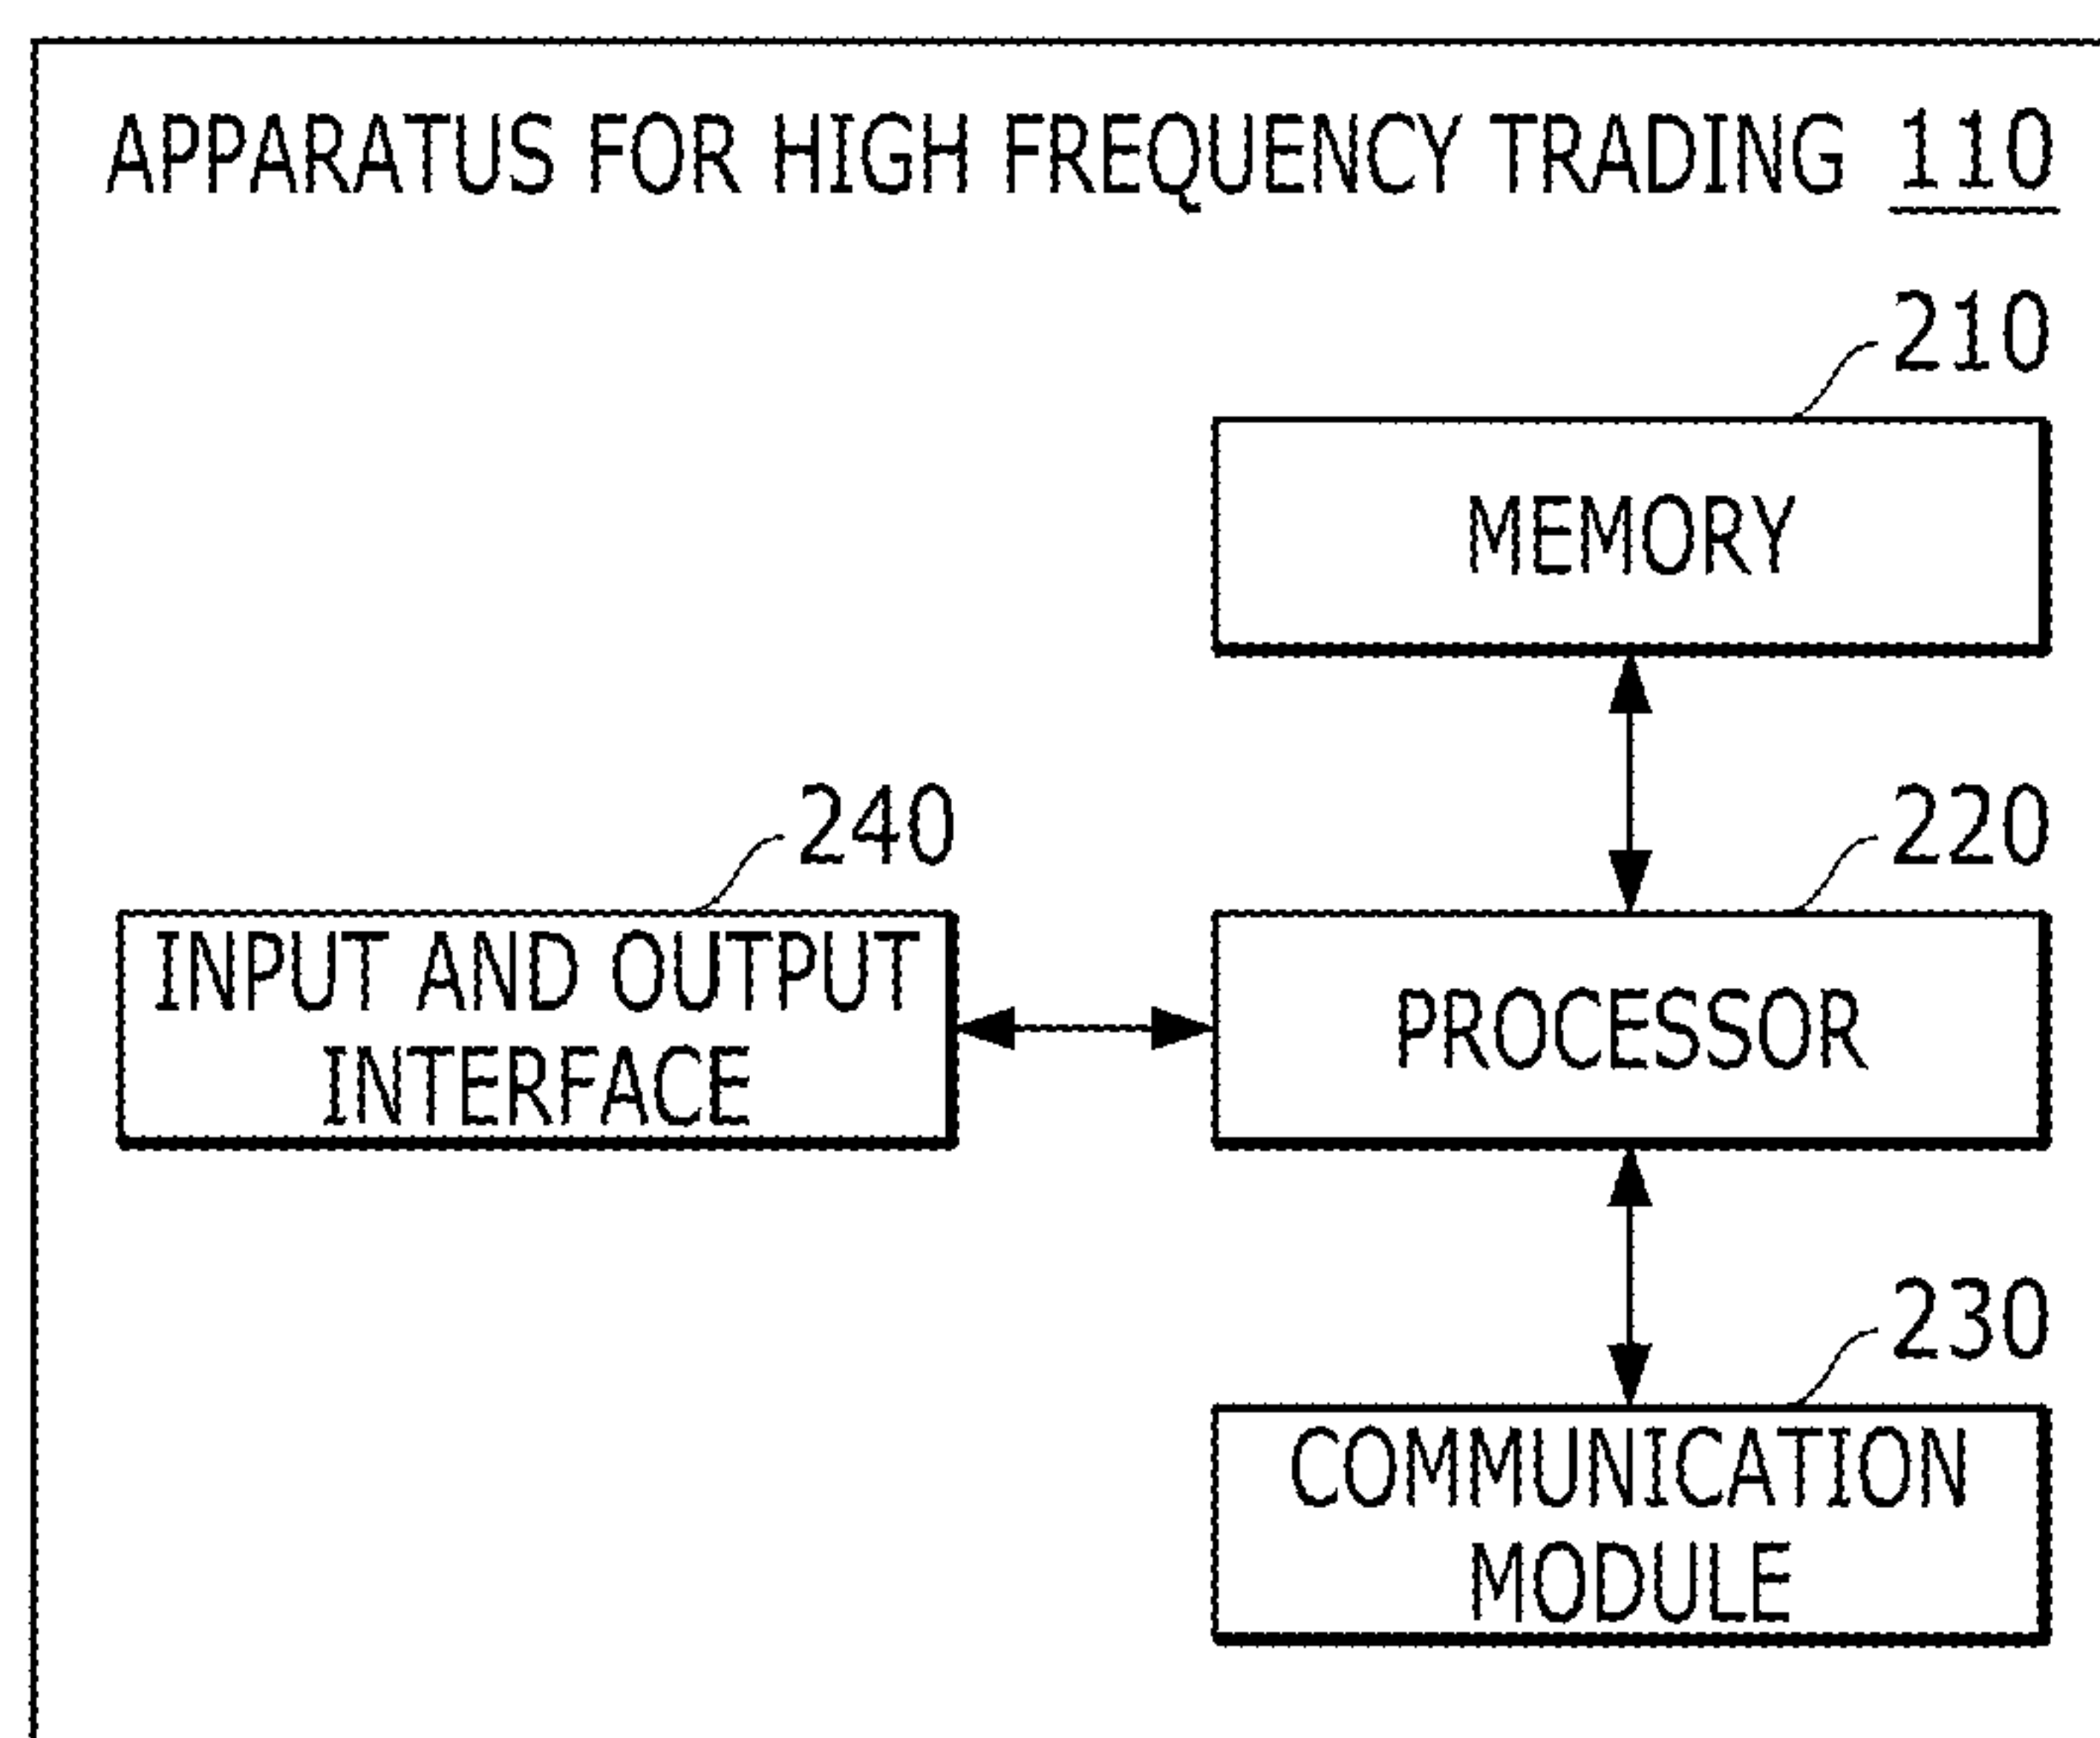 APPARATUS FOR HIGH FREQUENCY TRADING 110
210
MEMORY
240
220
INPUT AND OUTPUT
INTERFACE
PROCESSOR
230
COMMUNICATION
MODULE